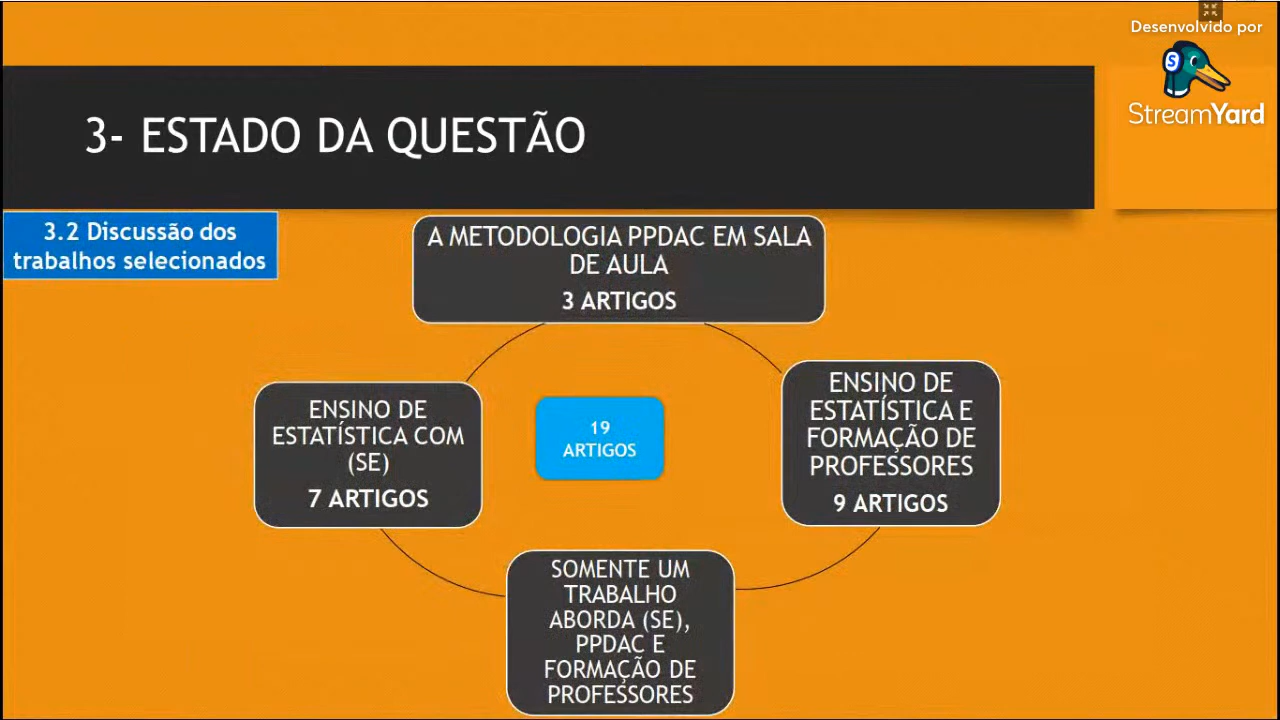 Desenvolvido por
StreamYard
3- ESTADO DA QUESTÃO
3.2 Discussão dos
trabalhos selecionados
A METODOLOGIA PPDAC EM SALA
DE AULA
3 ARTIGOS
ENSINO DE
ESTATÍSTICA COM
(SE)
7 ARTIGOS
19
ARTIGOS
ENSINO DE
ESTATÍSTICA E
FORMAÇÃO DE
PROFESSORES
9 ARTIGOS
SOMENTE UM
TRABALHO
ABORDA (SE),
PPDAC E
FORMAÇÃO DE
PROFESSORES